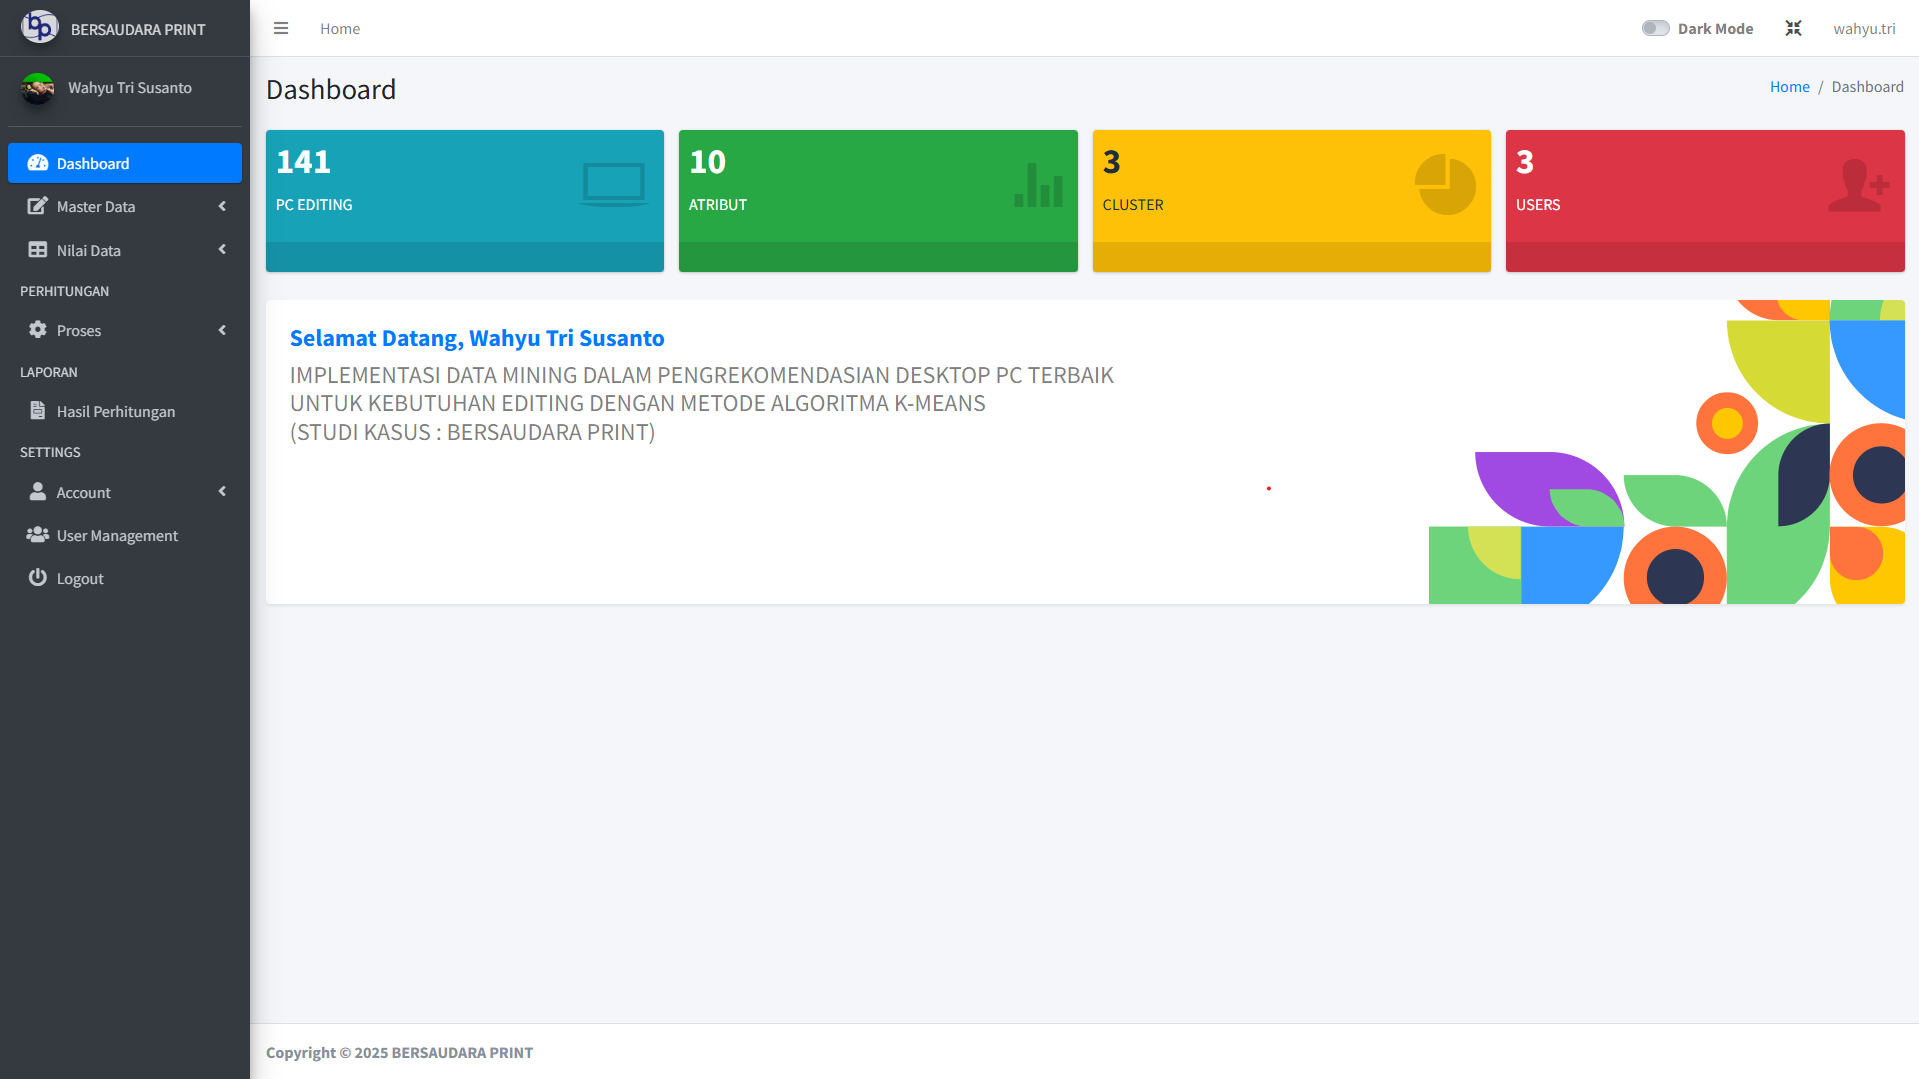 bp BERSAUDARA PRINT
Home
Dark Mode
wahyu.tri
Wahyu Tri Susanto
Dashboard
Master Data
Nilai Data
PERHITUNGAN
Proses
LAPORAN
Hasil Perhitungan
SETTINGS
Account
User Management
Logout
Dashboard
Home / Dashboard
141
PC EDITING
10
ATRIBUT
3
CLUSTER
3
USERS
Selamat Datang, Wahyu Tri Susanto
IMPLEMENTASI DATA MINING DALAM PENGREKOMENDASIAN DESKTOP PC TERBAIK
UNTUK KEBUTUHAN EDITING DENGAN METODE ALGORITMA K-MEANS
(STUDI KASUS : BERSAUDARA PRINT)
Copyright © 2025 BERSAUDARA PRINT